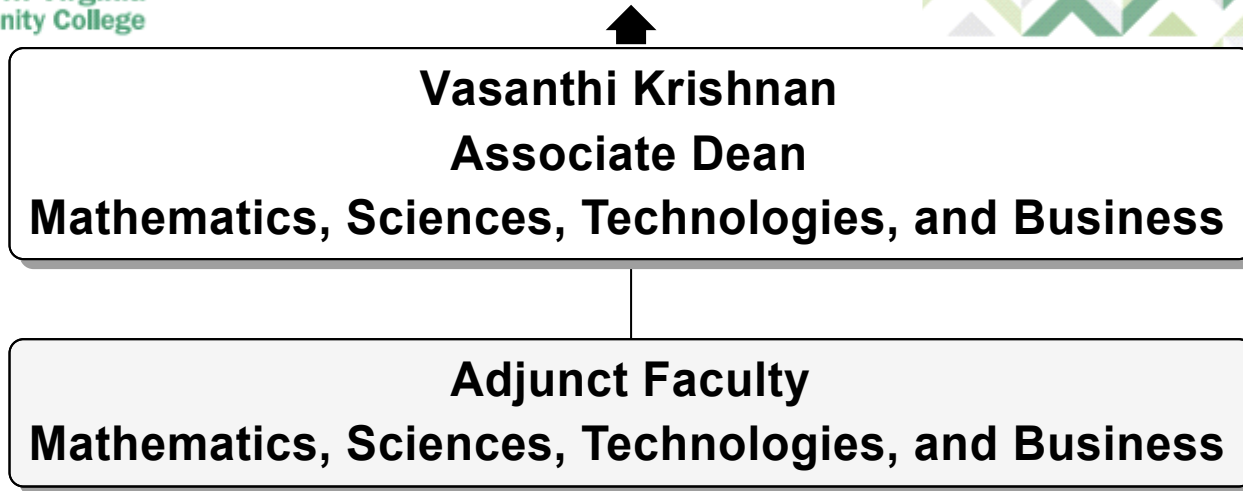 nity College
Vasanthi Krishnan
Associate Dean
Mathematics, Sciences, Technologies, and Business
Adjunct Faculty
Mathematics, Sciences, Technologies, and Business